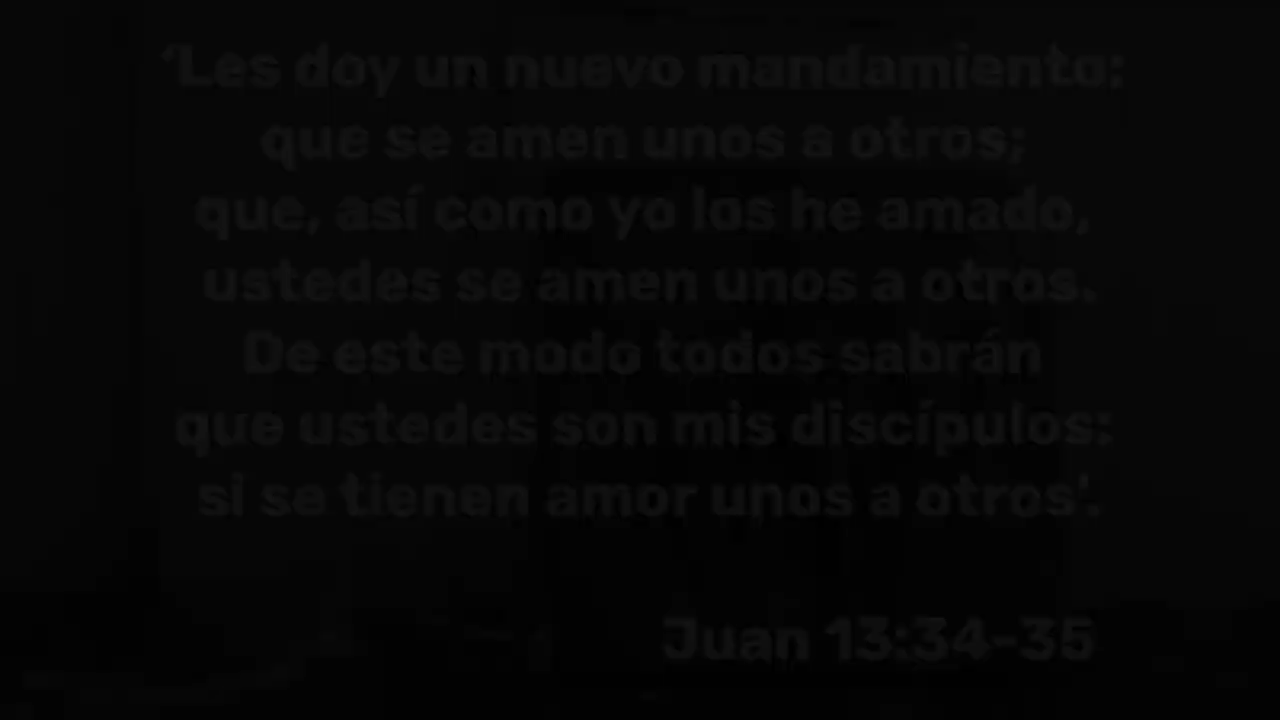 ‘Les doy un nuevo mandamiento:
que se amen unos a otros;
que, así como yo los he amado,
ustedes se amen unos a otros.
De este modo todos sabrán
que ustedes son mis discípulos:
si se tienen amor unos a otros’.
Juan 13:34-35